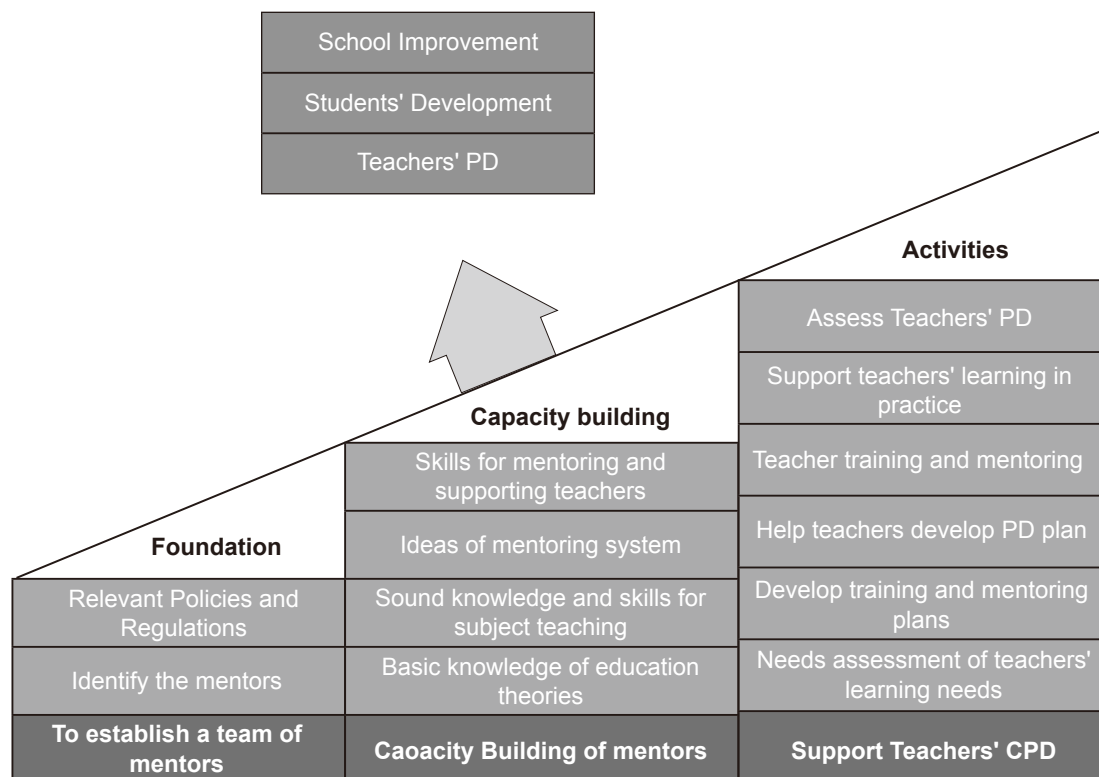 School Improvement
Students' Development
Teachers' PD
Activities
Assess Teachers' PD
Support teachers' learning in
practice
Teacher training and mentoring
Help teachers develop PD plan
Develop training and mentoring
plans
Needs assessment of teachers'
learning needs
Support Teachers' CPD
Capacity building
Skills for mentoring and
supporting teachers
Ideas of mentoring system
Sound knowledge and skills for
subject teaching
Basic knowledge of education
theories
Caoacity Building of mentors
Foundation
Relevant Policies and
Regulations
Identify the mentors
To establish a team of
mentors